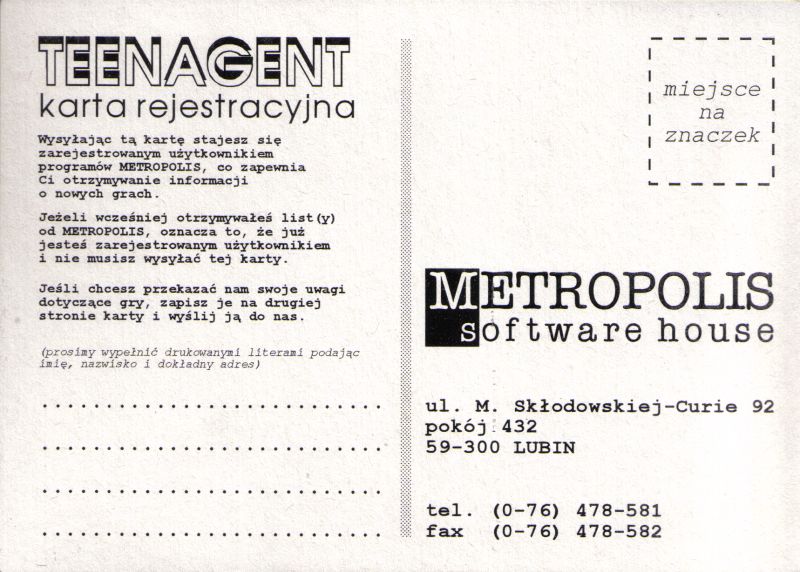 TEENAGENT
karta rejestracyjna
Wysyłając tą kartę stajesz się
zarejestrowanym użytkownikiem
programów METROPOLIS, co zapewnia
Ci otrzymywanie informacji
o nowych grach.
Jeżeli wcześniej otrzymywałeś list(y)
od METROPOLIS, oznacza to, że już
jesteś zarejestrowanym użytkownikiem
i nie musisz wysyłać tej karty.
Jeśli chcesz przekazać nam swoje uwagi
dotyczące gry, zapisz je na drugiej
stronie karty i wyślij ją do nas.
(prosimy wypełnić drukowanymi literami podając
imię, nazwisko i dokładny adres)
miejsce
na
znaczek
METROPOLIS
software house
ul. M. Skłodowskiej-Curie 92
pokój 432
59-300 LUBIN
tel. (0-76) 478-581
fax (0-76) 478-582